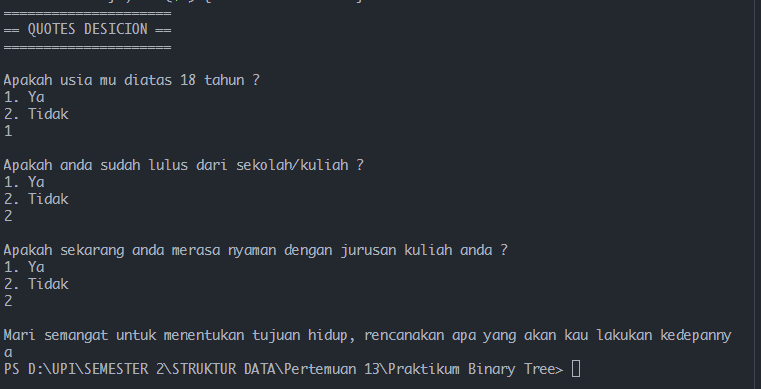 =====================
== QUOTES DESICION ==
=====================
Apakah usia mu diatas 18 tahun ?
1. Ya
2. Tidak
1
Apakah anda sudah lulus dari sekolah/kuliah ?
1. Ya
2. Tidak
2
Apakah sekarang anda merasa nyaman dengan jurusan kuliah anda ?
1. Ya
2. Tidak
2
Mari semangat untuk menentukan tujuan hidup, rencanakan apa yang akan kau lakukan kedepanny
a
PS D:\UPI\SEMESTER 2\STRUKTUR DATA\Pertemuan 13\Praktikum Binary Tree>